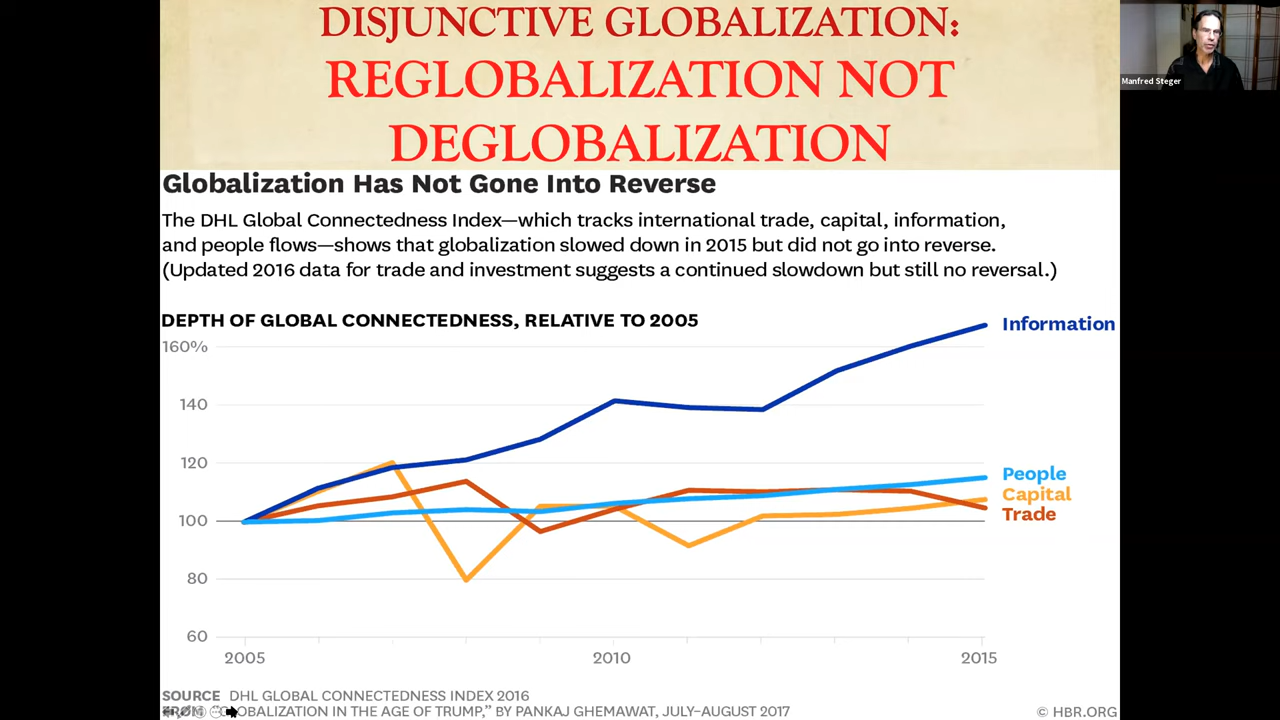 DISJUNCTIVE GLOBALIZATION:
REGLOBALIZATION NOT
DEGLOBALIZATION
Manfred Steger
Globalization Has Not Gone Into Reverse
The DHL Global Connectedness Index—which tracks international trade, capital, information,
and people flows—shows that globalization slowed down in 2015 but did not go into reverse.
(Updated 2016 data for trade and investment suggests a continued slowdown but still no reversal.)
DEPTH OF GLOBAL CONNECTEDNESS, RELATIVE TO 2005
160%
140
120
100
80
60
Information
People
Capital
Trade
2005
2010
2015
SOURCE DHL GLOBAL CONNECTEDNESS INDEX 2016
FROM “GLOBALIZATION IN THE AGE OF TRUMP,” BY PANKAJ GHEMAWAT, JULY–AUGUST 2017
© HBR.ORG